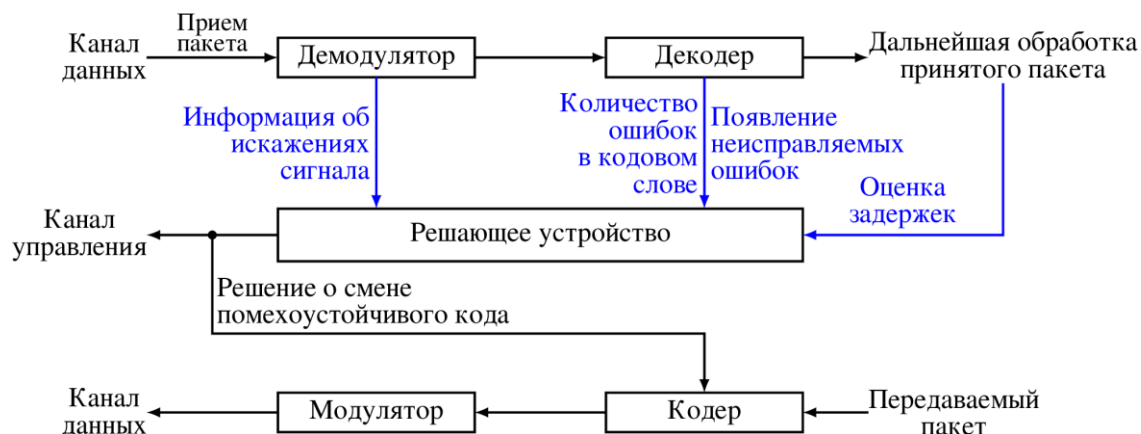 Канал
данных
Прием
пакета
Демодулятор
Декодер
Дальнейшая обработка
принятого пакета
Информация об
искажениях
сигнала
Количество
ошибок
в кодовом
слове
Появление
неисправляемых
ошибок
Оценка
задержек
Канал
управления
Решающее устройство
Решение о смене
помехоустойчивого кода
Канал
данных
Модулятор
Кодер
Передаваемый
пакет